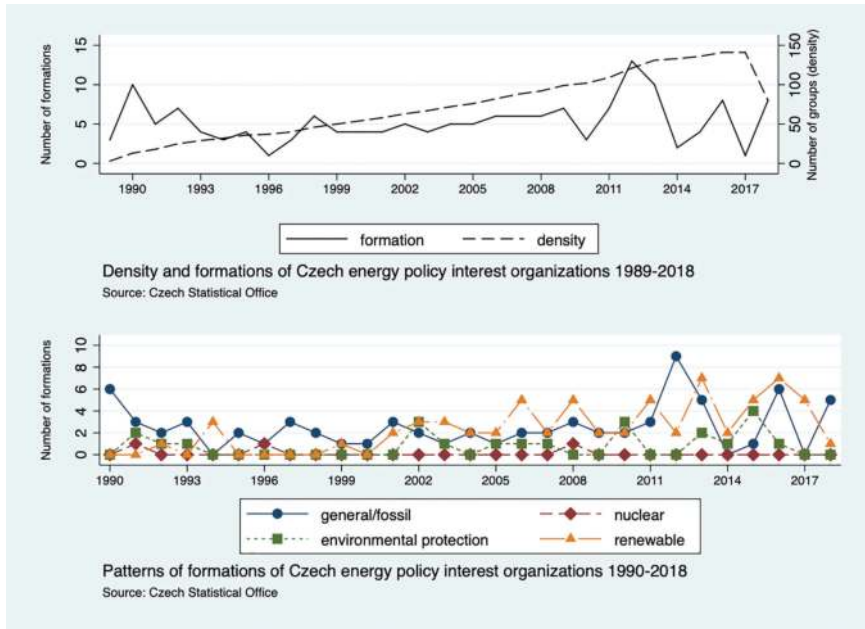 Number of formations
15
10
5
0
Number of groups (density)
150
100
50
0
1990 1993 1996 1999 2002 2005 2008 2011 2014 2017
formation density
Density and formations of Czech energy policy interest organizations 1989-2018
Source: Czech Statistical Office
Number of formations
10
8
6
4
2
0
1990 1993 1996 1999 2002 2005 2008 2011 2014 2017
general/fossil nuclear
environmental protection renewable
Patterns of formations of Czech energy policy interest organizations 1990-2018
Source: Czech Statistical Office